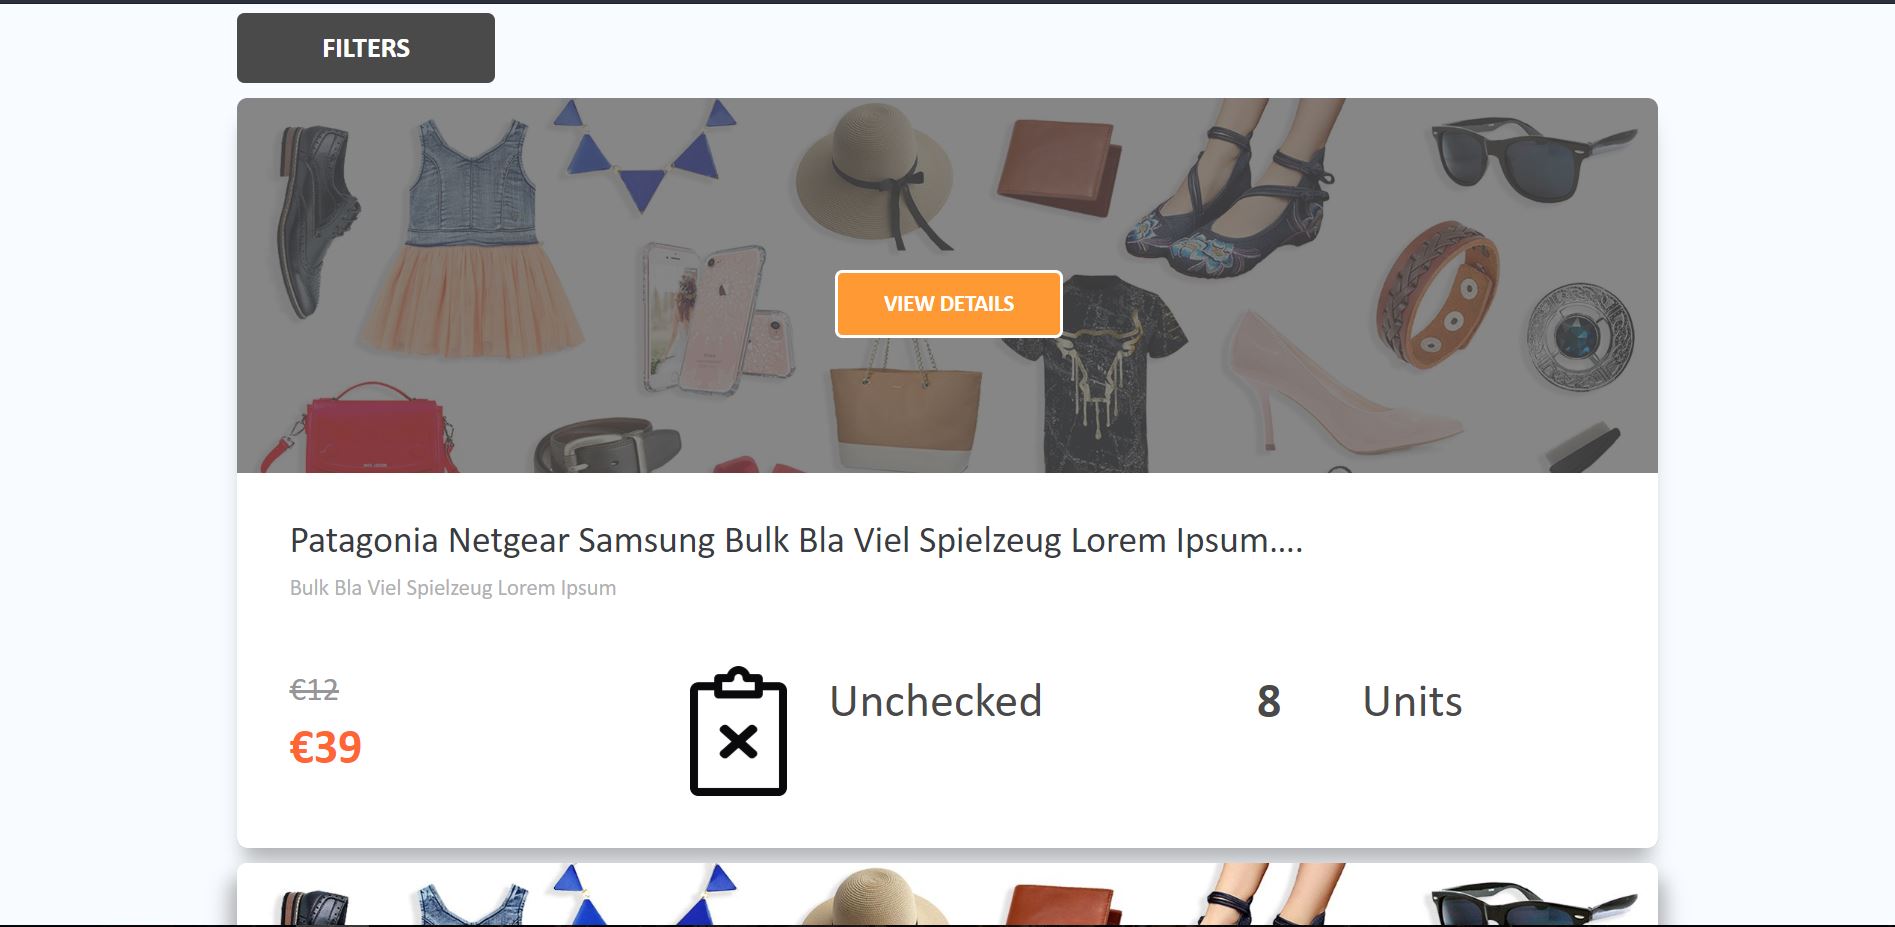 FILTERS
VIEW DETAILS
Patagonia Netgear Samsung Bulk Bla Viel Spielzeug Lorem Ipsum....
Bulk Bla Viel Spielzeug Lorem Ipsum
€12
€39
Unchecked
8 Units